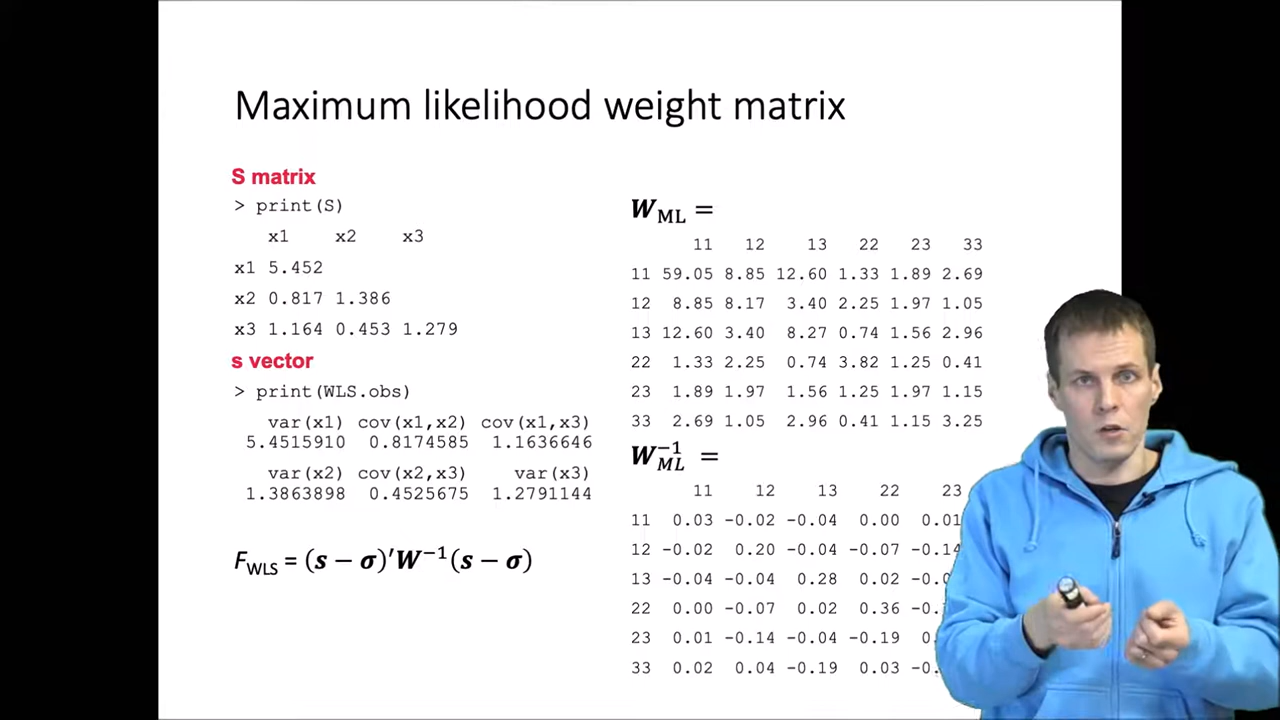 Maximum likelihood weight matrix
S matrix
> print(S)
x1 x2 x3
x1 5.452
x2 0.817 1.386
x3 1.164 0.453 1.279
s vector
> print(WLS.obs)
var(x1) cov(x1,x2) cov(x1,x3)
5.4515910 0.8174585 1.1636646
var(x2) cov(x2,x3) var(x3)
1.3863898 0.4525675 1.2791144
F_WLS = (s − σ)′W⁻¹(s − σ)
W_ML =
11 12 13 22 23 33
11 59.05 8.85 12.60 1.33 1.89 2.69
12 8.85 8.17 3.40 2.25 1.97 1.05
13 12.60 3.40 8.27 0.74 1.56 2.96
22 1.33 2.25 0.74 3.82 1.25 0.41
23 1.89 1.97 1.56 1.25 1.97 1.15
33 2.69 1.05 2.96 0.41 1.15 3.25
W_ML⁻¹ =
11 12 13 22 23
11 0.03 -0.02 -0.04 0.00 0.01
12 -0.02 0.20 -0.04 -0.07 -0.14
13 -0.04 -0.04 0.28 0.02
22 0.00 -0.07 0.02 0.36
23 0.01 -0.14 -0.04 -0.19
33 0.02 0.04 -0.19 0.03